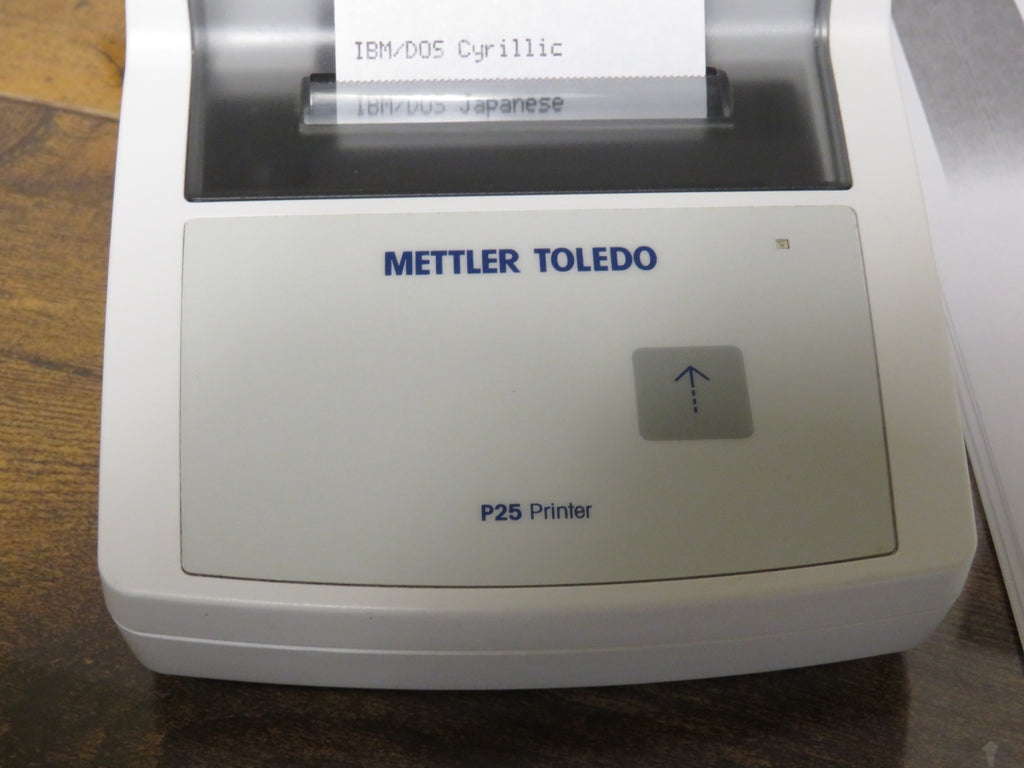 IBM/DOS Cyrillic
IBM/DOS Japanese
METTLER TOLEDO
P25 Printer